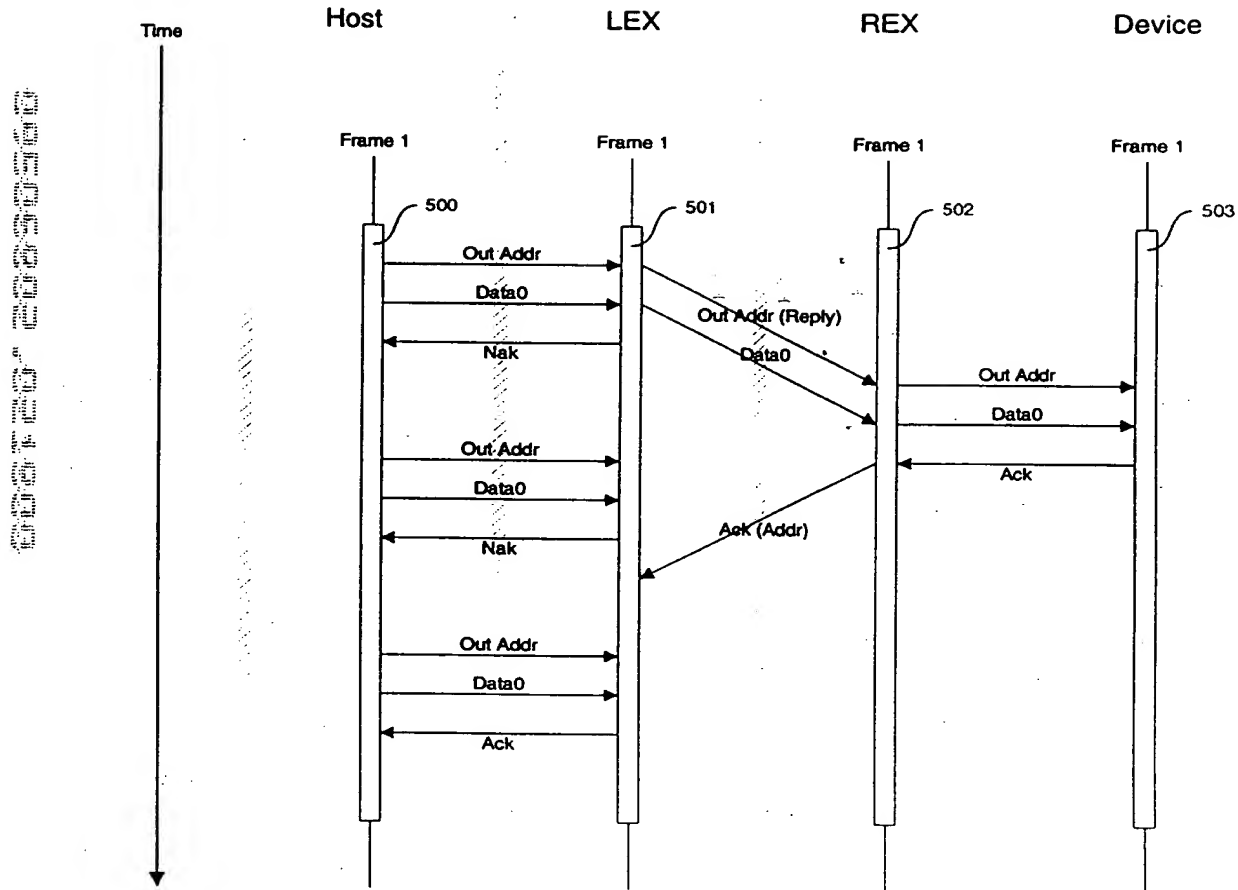 Time
Host
LEX
REX
Device
Frame 1
Frame 1
Frame 1
Frame 1
500
501
502
503
Out Addr
Data0
Out Addr (Reply)
Nak
Data0
Out Addr
Data0
Out Addr
Ack
Data0
Ack (Addr)
Nak
Out Addr
Data0
Ack